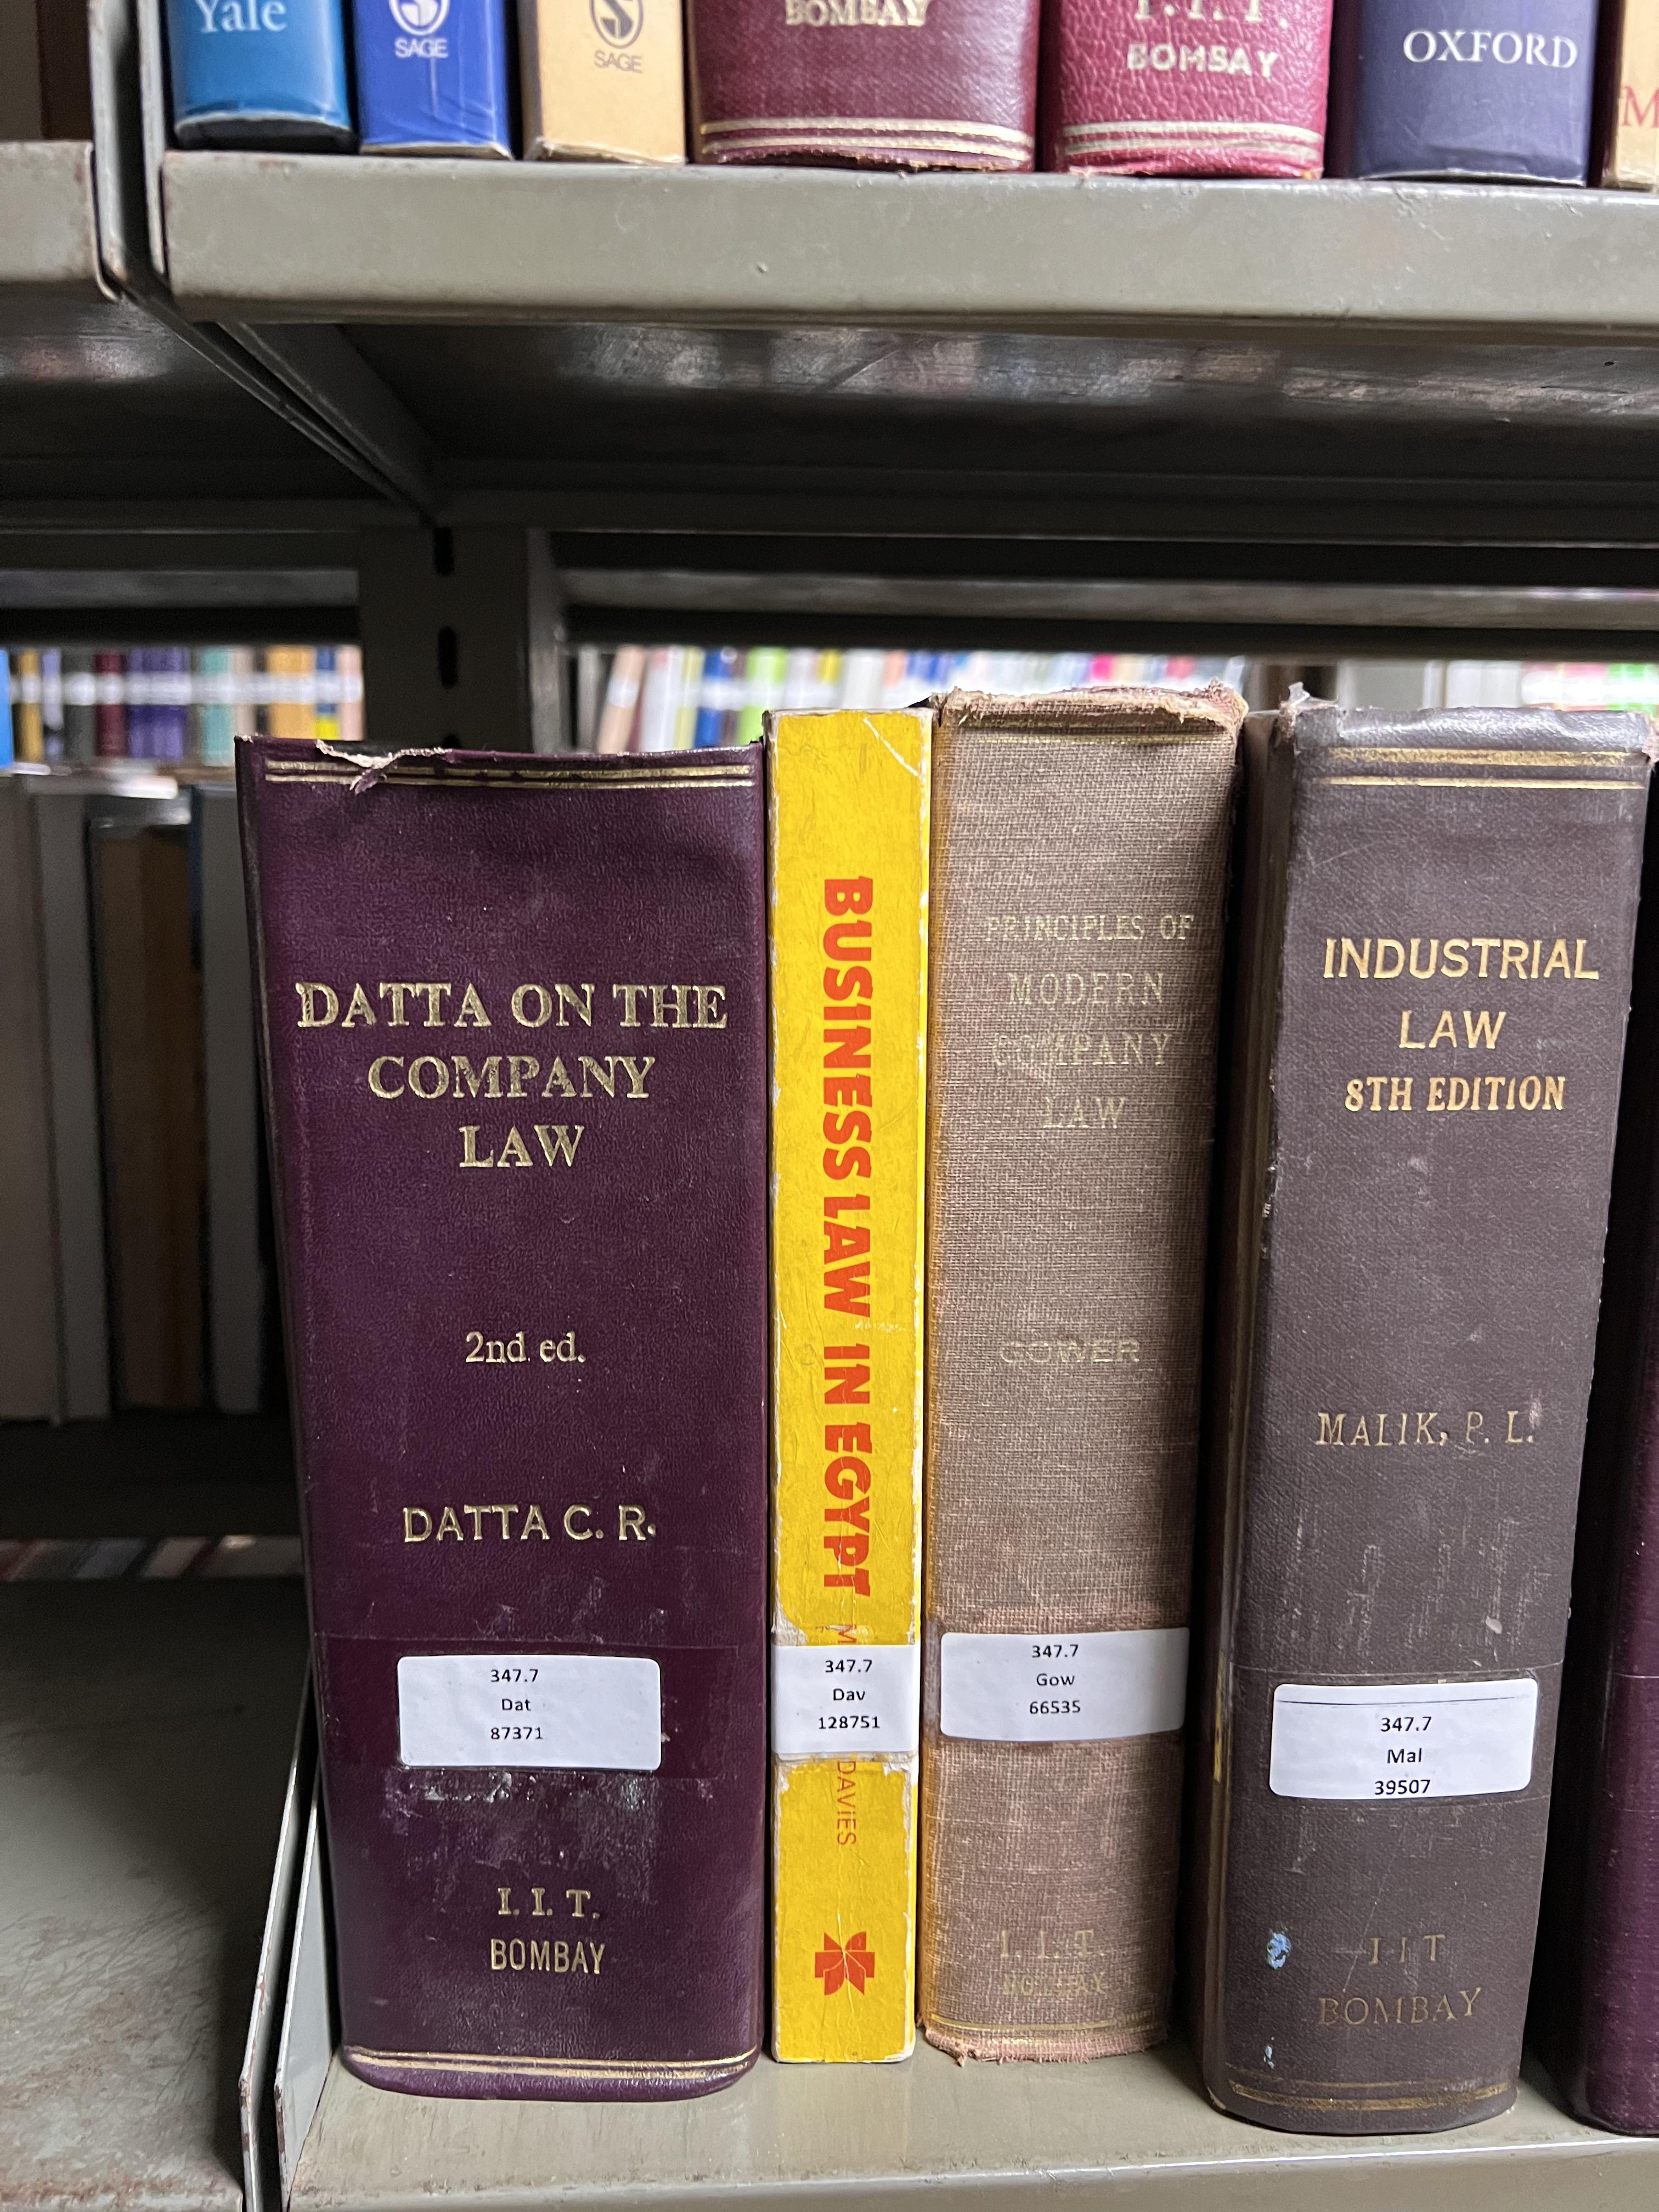 Yale
SAGE
SAGE
BOMBAY
I. I. T.
BOMBAY
OXFORD
M
DATTA ON THE
COMPANY
LAW
2nd ed.
DATTA C. R.
347.7
Dat
87371
I. I. T.
BOMBAY
BUSINESS LAW IN EGYPT
DAVIES
347.7
Dav
128751
PRINCIPLES OF
MODERN
COMPANY
LAW
GOWER
347.7
Gow
66535
I. I. T.
BOMBAY
INDUSTRIAL
LAW
8TH EDITION
MALIK, P. L.
347.7
Mal
39507
IIT
BOMBAY